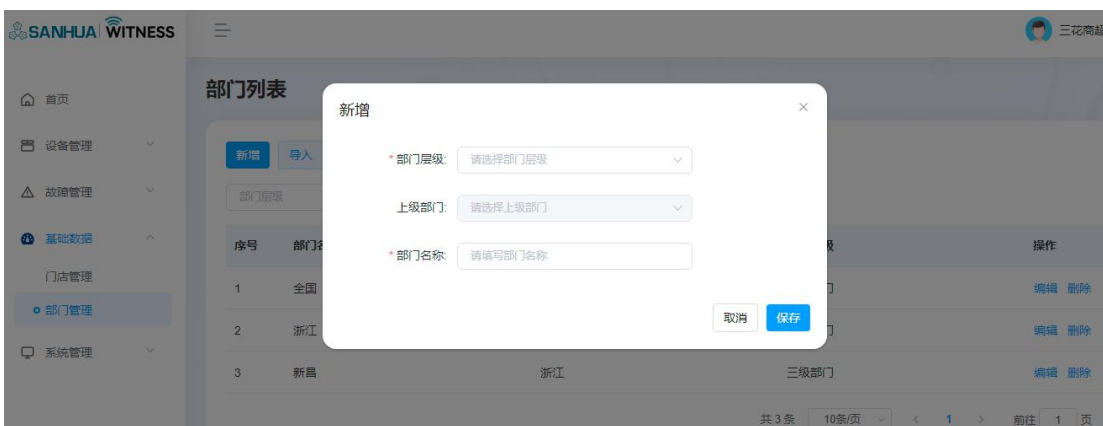 SANHUA WITNESS
三花商超
首页
设备管理
故障管理
基础数据
门店管理
部门管理
系统管理
部门列表
新增 导入
部门层级
新增
*部门层级: 请选择部门层级
上级部门: 请选择上级部门
*部门名称: 请填写部门名称
取消 保存
序号 部门名 级 操作
1 全国 门 编辑 删除
2 浙江 门 编辑 删除
3 新昌 浙江 三级部门 编辑 删除
共 3 条 10条/页 < 1 > 前往 1 页